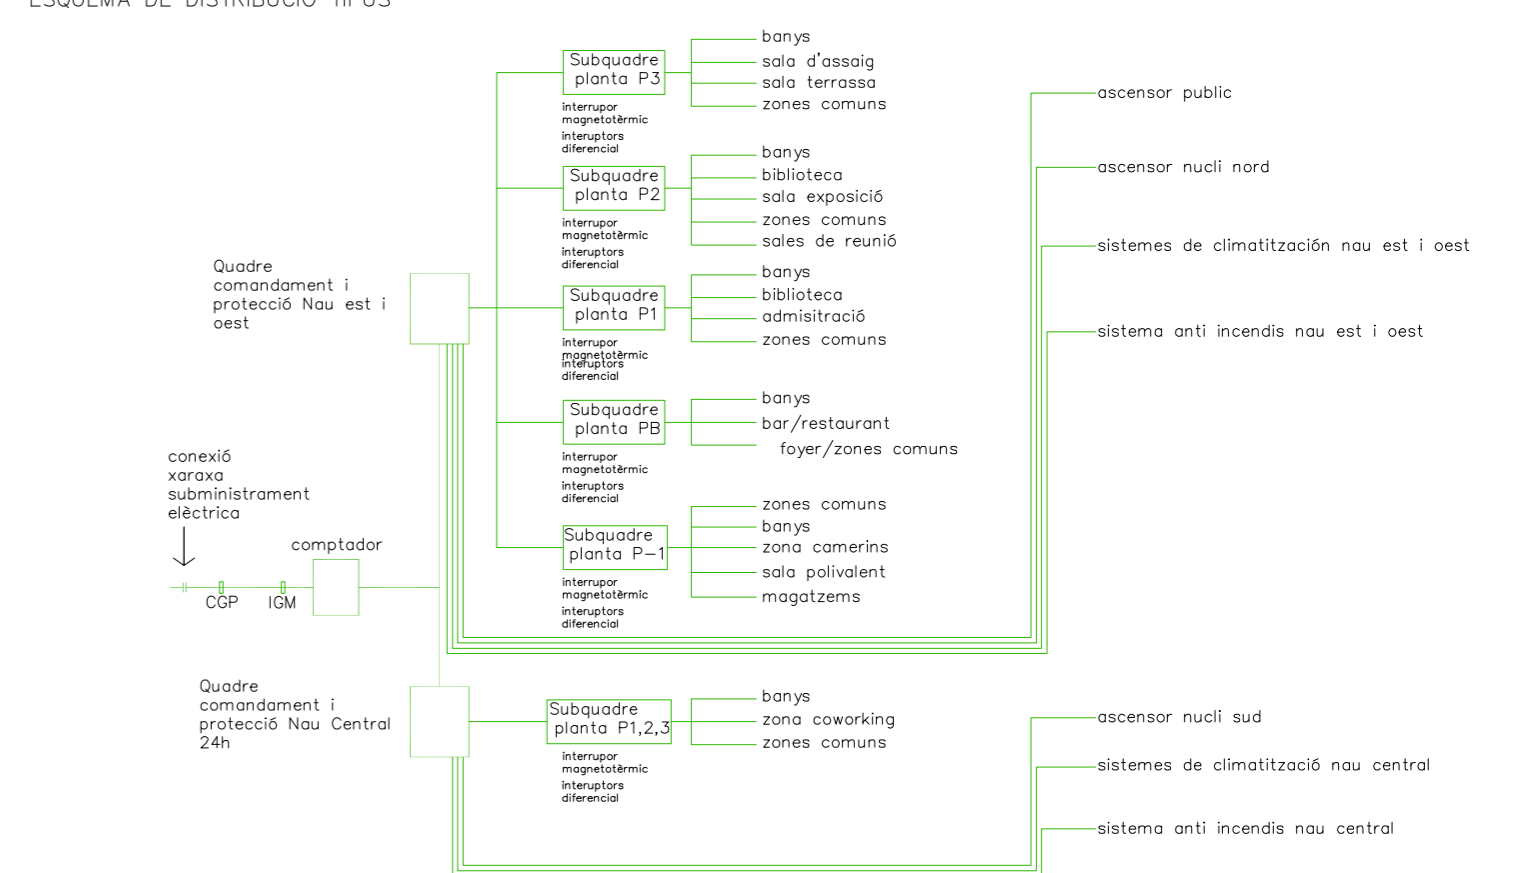 ESQUEMA DE DISTRIBUCIÓ TIPUS
banys
Subquadre
planta P3
sala d'assaig
sala terrassa
zones comuns
interrupor
magnetotèrmic
interuptors
diferencial
ascensor public
banys
Subquadre
planta P2
biblioteca
sala exposició
zones comuns
sales de reunió
interrupor
magnetotèrmic
interuptors
diferencial
ascensor nucli nord
sistemes de climatitzación nau est i oest
Quadre
comandament i
protecció Nau est i
oest
banys
Subquadre
planta P1
biblioteca
admisitració
zones comuns
interrupor
magnetotèrmic
interuptors
diferencial
sistema anti incendis nau est i oest
banys
Subquadre
planta PB
bar/restaurant
foyer/zones comuns
interrupor
magnetotèrmic
interuptors
diferencial
conexió
xaraxa
subministrament
elèctrica
comptador
CGP
IGM
zones comuns
Subquadre
planta P-1
banys
zona camerins
sala polivalent
magatzems
interrupor
magnetotèrmic
interuptors
diferencial
Quadre
comandament i
protecció Nau Central
24h
Subquadre
planta P1,2,3
banys
zona coworking
zones comuns
interrupor
magnetotèrmic
interuptors
diferencial
ascensor nucli sud
sistemes de climatització nau central
sistema anti incendis nau central